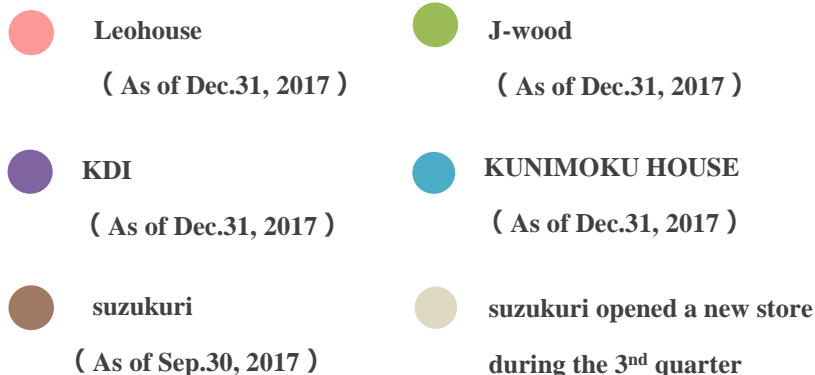 Leohouse
（ As of Dec.31, 2017 ）
J-wood
（ As of Dec.31, 2017 ）
KDI
（ As of Dec.31, 2017 ）
KUNIMOKU HOUSE
（ As of Dec.31, 2017 ）
suzukuri
（ As of Sep.30, 2017 ）
suzukuri opened a new store
during the 3nd quarter